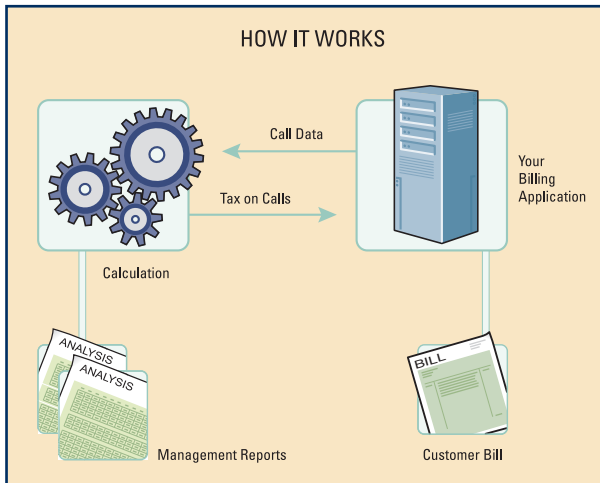 HOW IT WORKS
Call Data
Your
Billing
Application
Tax on Calls
Calculation
ANALYSIS
ANALYSIS
BILL
Management Reports
Customer Bill